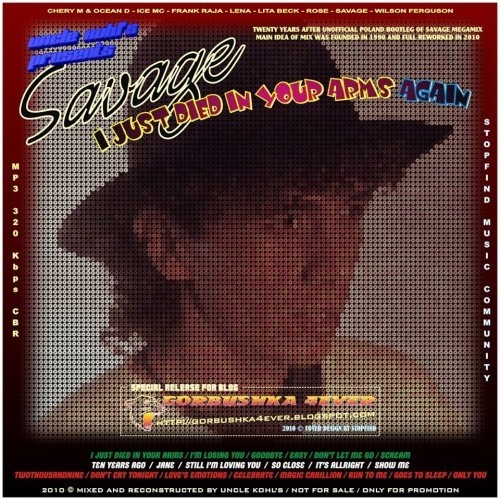 CHERY M & OCEAN D - ICE MC - FRANK RAJA - LENA - LITA BECK - ROSE - SAVAGE - WILSON FERGUSON
uncle kohl's
presents
TWENTY YEARS AFTER UNOFFICIAL POLAND BOOTLEG OF SAVAGE MEGAMIX
MAIN IDEA OF MIX WAS FOUNDED IN 1990 AND FULL REWORKED IN 2010
Savage
I JUST DIED IN YOUR ARMS AGAIN
MP3 320 Kbps CBR
STOPFIND MUSIC COMMUNITY
SPECIAL RELEASE FOR BLOG
GORBUSHKA 4EVER
HTTP://GORBUSHKA4EVER.BLOGSPOT.COM
2010 © COVER DESIGN BY STOPFIND
I JUST DIED IN YOUR ARMS / I'M LOSING YOU / GOODBYE / EASY / DON'T LET ME GO / SCREAM
TEN YEARS AGO / JANE / STILL I'M LOVING YOU / SO CLOSE / IT'S ALLRIGHT / SHOW ME
TWOTHOUSANDNINE / DON'T CRY TONIGHT / LOVE'S EMOTIONS / CELEBRATE / MAGIC CARILLION / RUN TO ME / GOES TO SLEEP / ONLY YOU
2010 © MIXED AND RECONSTRUCTED BY UNCLE KOHL'S / NOT FOR SALE / ONLY FOR PROMOTION